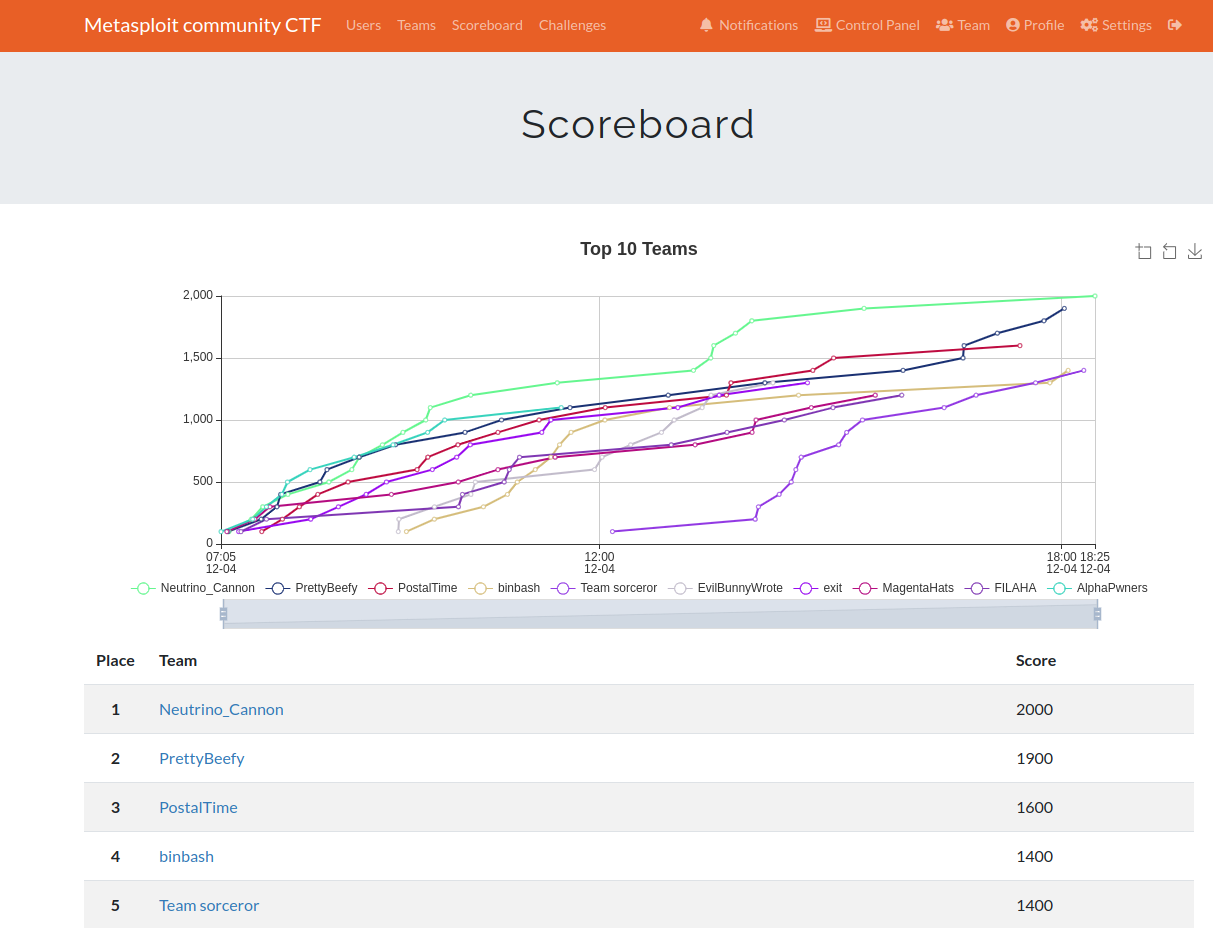 Metasploit community CTF Users Teams Scoreboard Challenges Notifications Control Panel Team Profile Settings
Scoreboard
Top 10 Teams
2,000
1,500
1,000
500
0
07:05 12:00 18:00 18:25
12-04 12-04 12-04 12-04
Neutrino_Cannon PrettyBeefy PostalTime binbash Team sorceror EvilBunnyWrote exit MagentaHats FILAHA AlphaPwners
Place Team Score
1 Neutrino_Cannon 2000
2 PrettyBeefy 1900
3 PostalTime 1600
4 binbash 1400
5 Team sorceror 1400